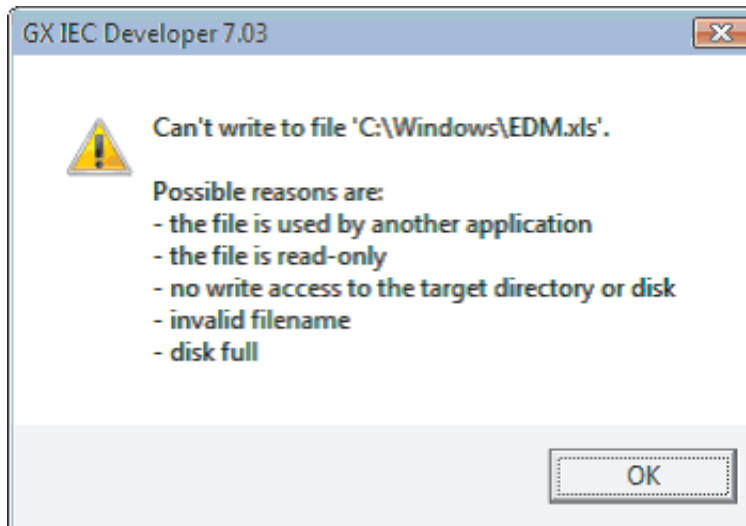 GX IEC Developer 7.03
Can't write to file 'C:\Windows\EDM.xls'.
Possible reasons are:
- the file is used by another application
- the file is read-only
- no write access to the target directory or disk
- invalid filename
- disk full
OK